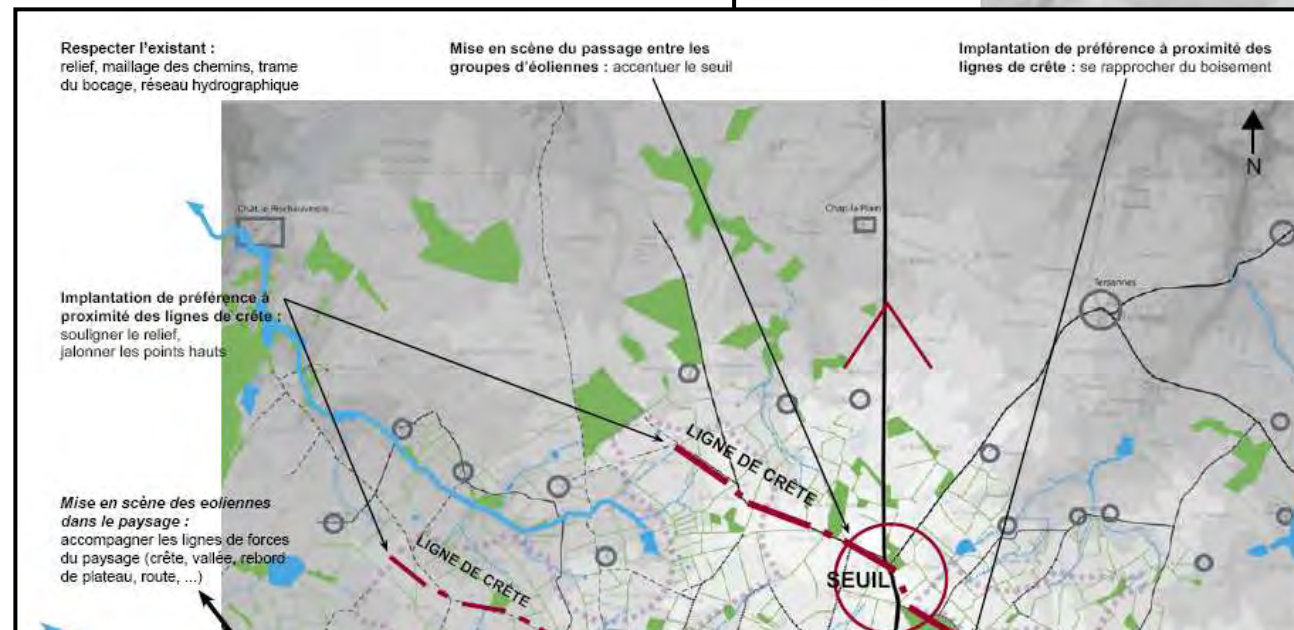 Respecter l'existant :
relief, maillage des chemins, trame
du bocage, réseau hydrographique
Mise en scène du passage entre les
groupes d'éoliennes : accentuer le seuil
Implantation de préférence à proximité des
lignes de crête : se rapprocher du boisement
N
Chap. la Plain
Tersannes
Implantation de préférence à
proximité des lignes de crête :
souligner le relief,
jalonner les points hauts
LIGNE DE CRÊTE
Mise en scène des eoliennes
dans le paysage :
accompagner les lignes de forces
du paysage (crête, vallée, rebord
de plateau, route, ...)
LIGNE DE CRÊTE
SEUIL